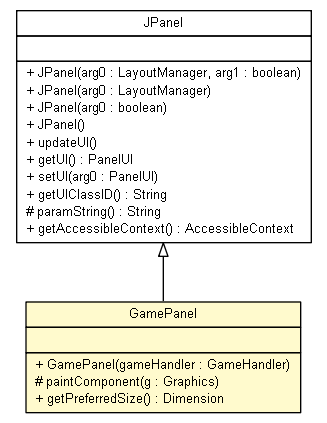 JPanel
+ JPanel(arg0 : LayoutManager, arg1 : boolean)
+ JPanel(arg0 : LayoutManager)
+ JPanel(arg0 : boolean)
+ JPanel()
+ updateUI()
+ getUI() : PanelUI
+ setUI(arg0 : PanelUI)
+ getUIClassID() : String
# paramString() : String
+ getAccessibleContext() : AccessibleContext
GamePanel
+ GamePanel(gameHandler : GameHandler)
# paintComponent(g : Graphics)
+ getPreferredSize() : Dimension